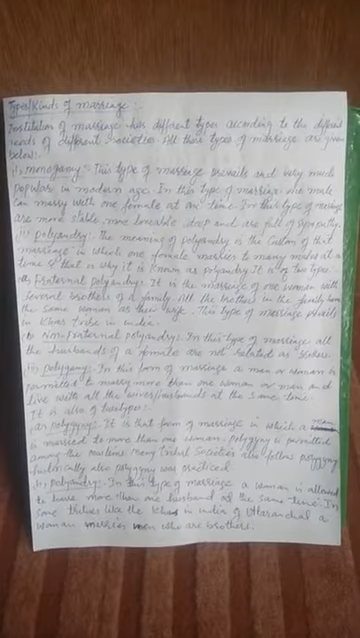 Types/Kinds of marriage :-
Institution of marriage has different types according to the different
needs of different societies. All these types of marriage are given
below:-
(i) monogamy :- This type of marriage prevails and very much
popular in modern age. In this type of marriage one male
can marry with one female at one time. In this type of marriage
are more stable, more loveable, deep and are full of sympathy.
(ii) polyandry:- The meaning of polyandry is the custom of that
marriage in which one female marries to many males at a
time & that is why it is known as polyandry. It is of two types.
(a) Fraternal polyandry:- It is the marriage of one women with
several brothers of a family. All the brothers in the family have
the same woman as their wife. This type of marriage prevails
in Khas tribe in india.
(b) Non-Fraternal polyandry:- In this type of marriage all
the husbands of a female are not related as
polygamy:- In this form of marriage a man or woman is
permitted to marry more than one woman or man and
live with all the wives/husbands at the same time.
It is also of two types:-
(a) polygyny:- It is that form of marriage in which a man
is married to more than one woman. polygyny is permitted
among the muslims. Many tribal societies also follow polygyny
historically also polygyny was practiced.
polyandry:- In this type of marriage a woman is allowed
to have more than one husband at the same time. In
some tribes like the Khas in india of Uttaranchal a
woman marries men who are brothers.